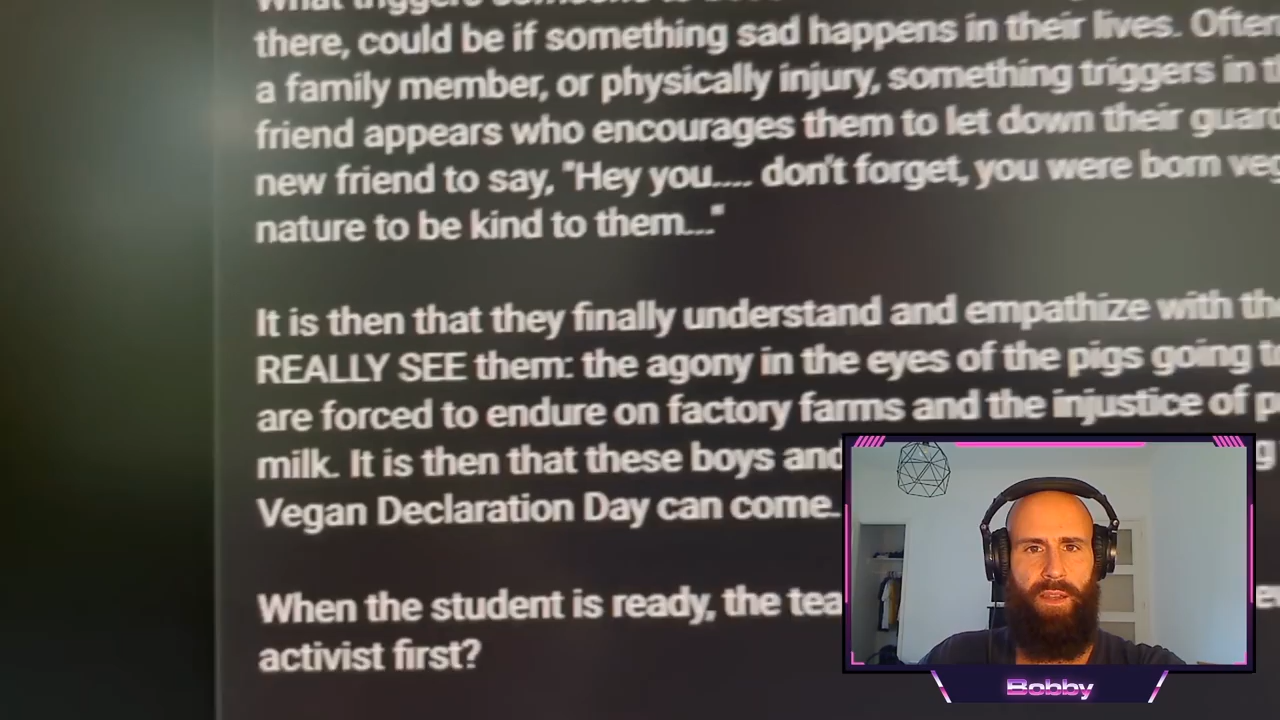 there, could be if something sad happens in their lives. Often
a family member, or physically injury, something triggers in
friend appears who encourages them to let down their
new friend to say, "Hey you.... don't forget, you were born
nature to be kind to them..."
It is then that they finally understand and empathize with
REALLY SEE them: the agony in the eyes of the pigs going
are forced to endure on factory farms and the injustice of
milk. It is then that these boys and
Vegan Declaration Day can come.
When the student is ready, the
activist first?
Bobby